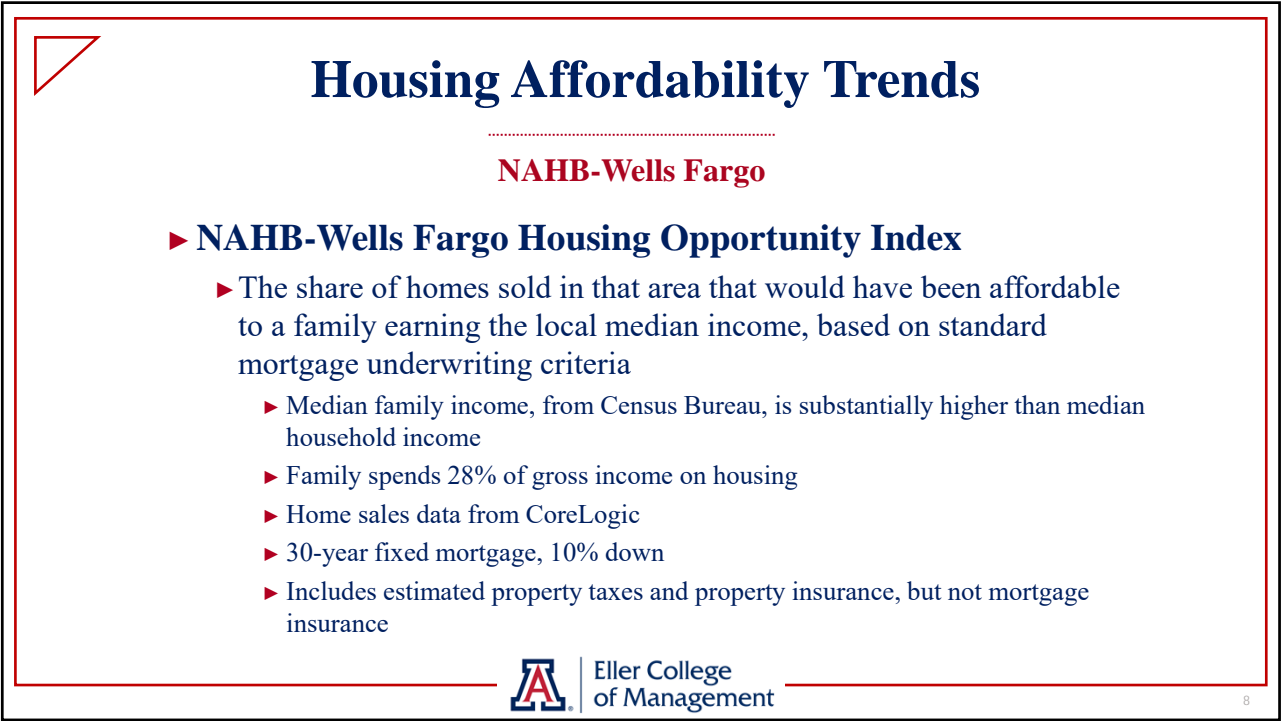 Housing Affordability Trends
NAHB-Wells Fargo
► NAHB-Wells Fargo Housing Opportunity Index
► The share of homes sold in that area that would have been affordable
to a family earning the local median income, based on standard
mortgage underwriting criteria
► Median family income, from Census Bureau, is substantially higher than median
household income
► Family spends 28% of gross income on housing
► Home sales data from CoreLogic
► 30-year fixed mortgage, 10% down
► Includes estimated property taxes and property insurance, but not mortgage
insurance
A
Eller College
of Management
8